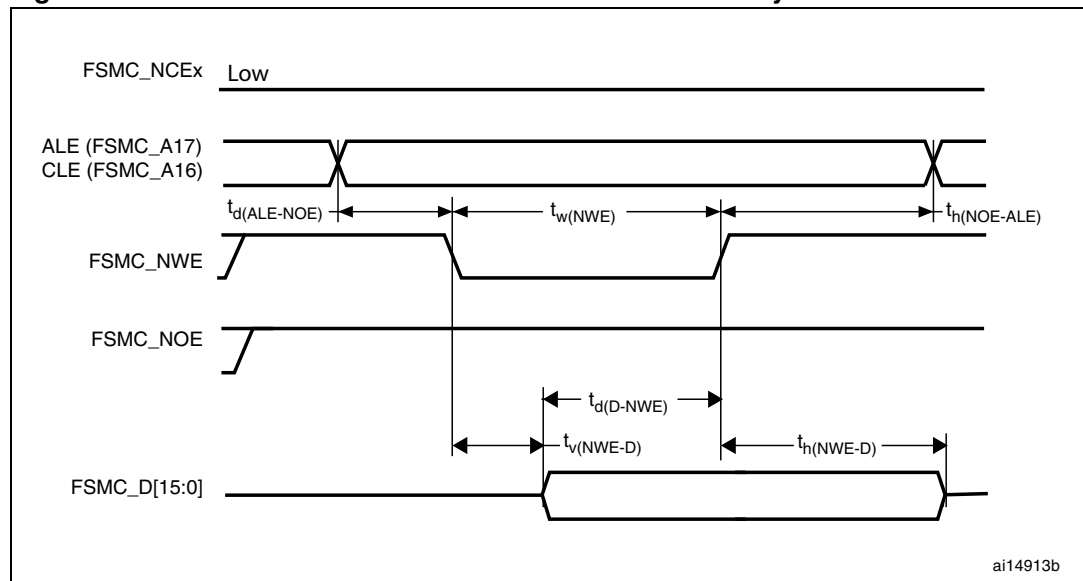 FSMC_NCEx Low
ALE (FSMC_A17)
CLE (FSMC_A16)
td(ALE-NOE) tw(NWE) th(NOE-ALE)
FSMC_NWE
FSMC_NOE
td(D-NWE)
tv(NWE-D) th(NWE-D)
FSMC_D[15:0]
ai14913b